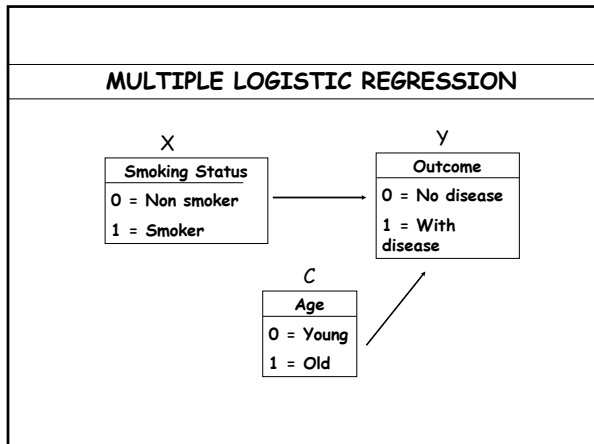 MULTIPLE LOGISTIC REGRESSION
X
Smoking Status
0 = Non smoker
1 = Smoker
Y
Outcome
0 = No disease
1 = With
disease
C
Age
0 = Young
1 = Old